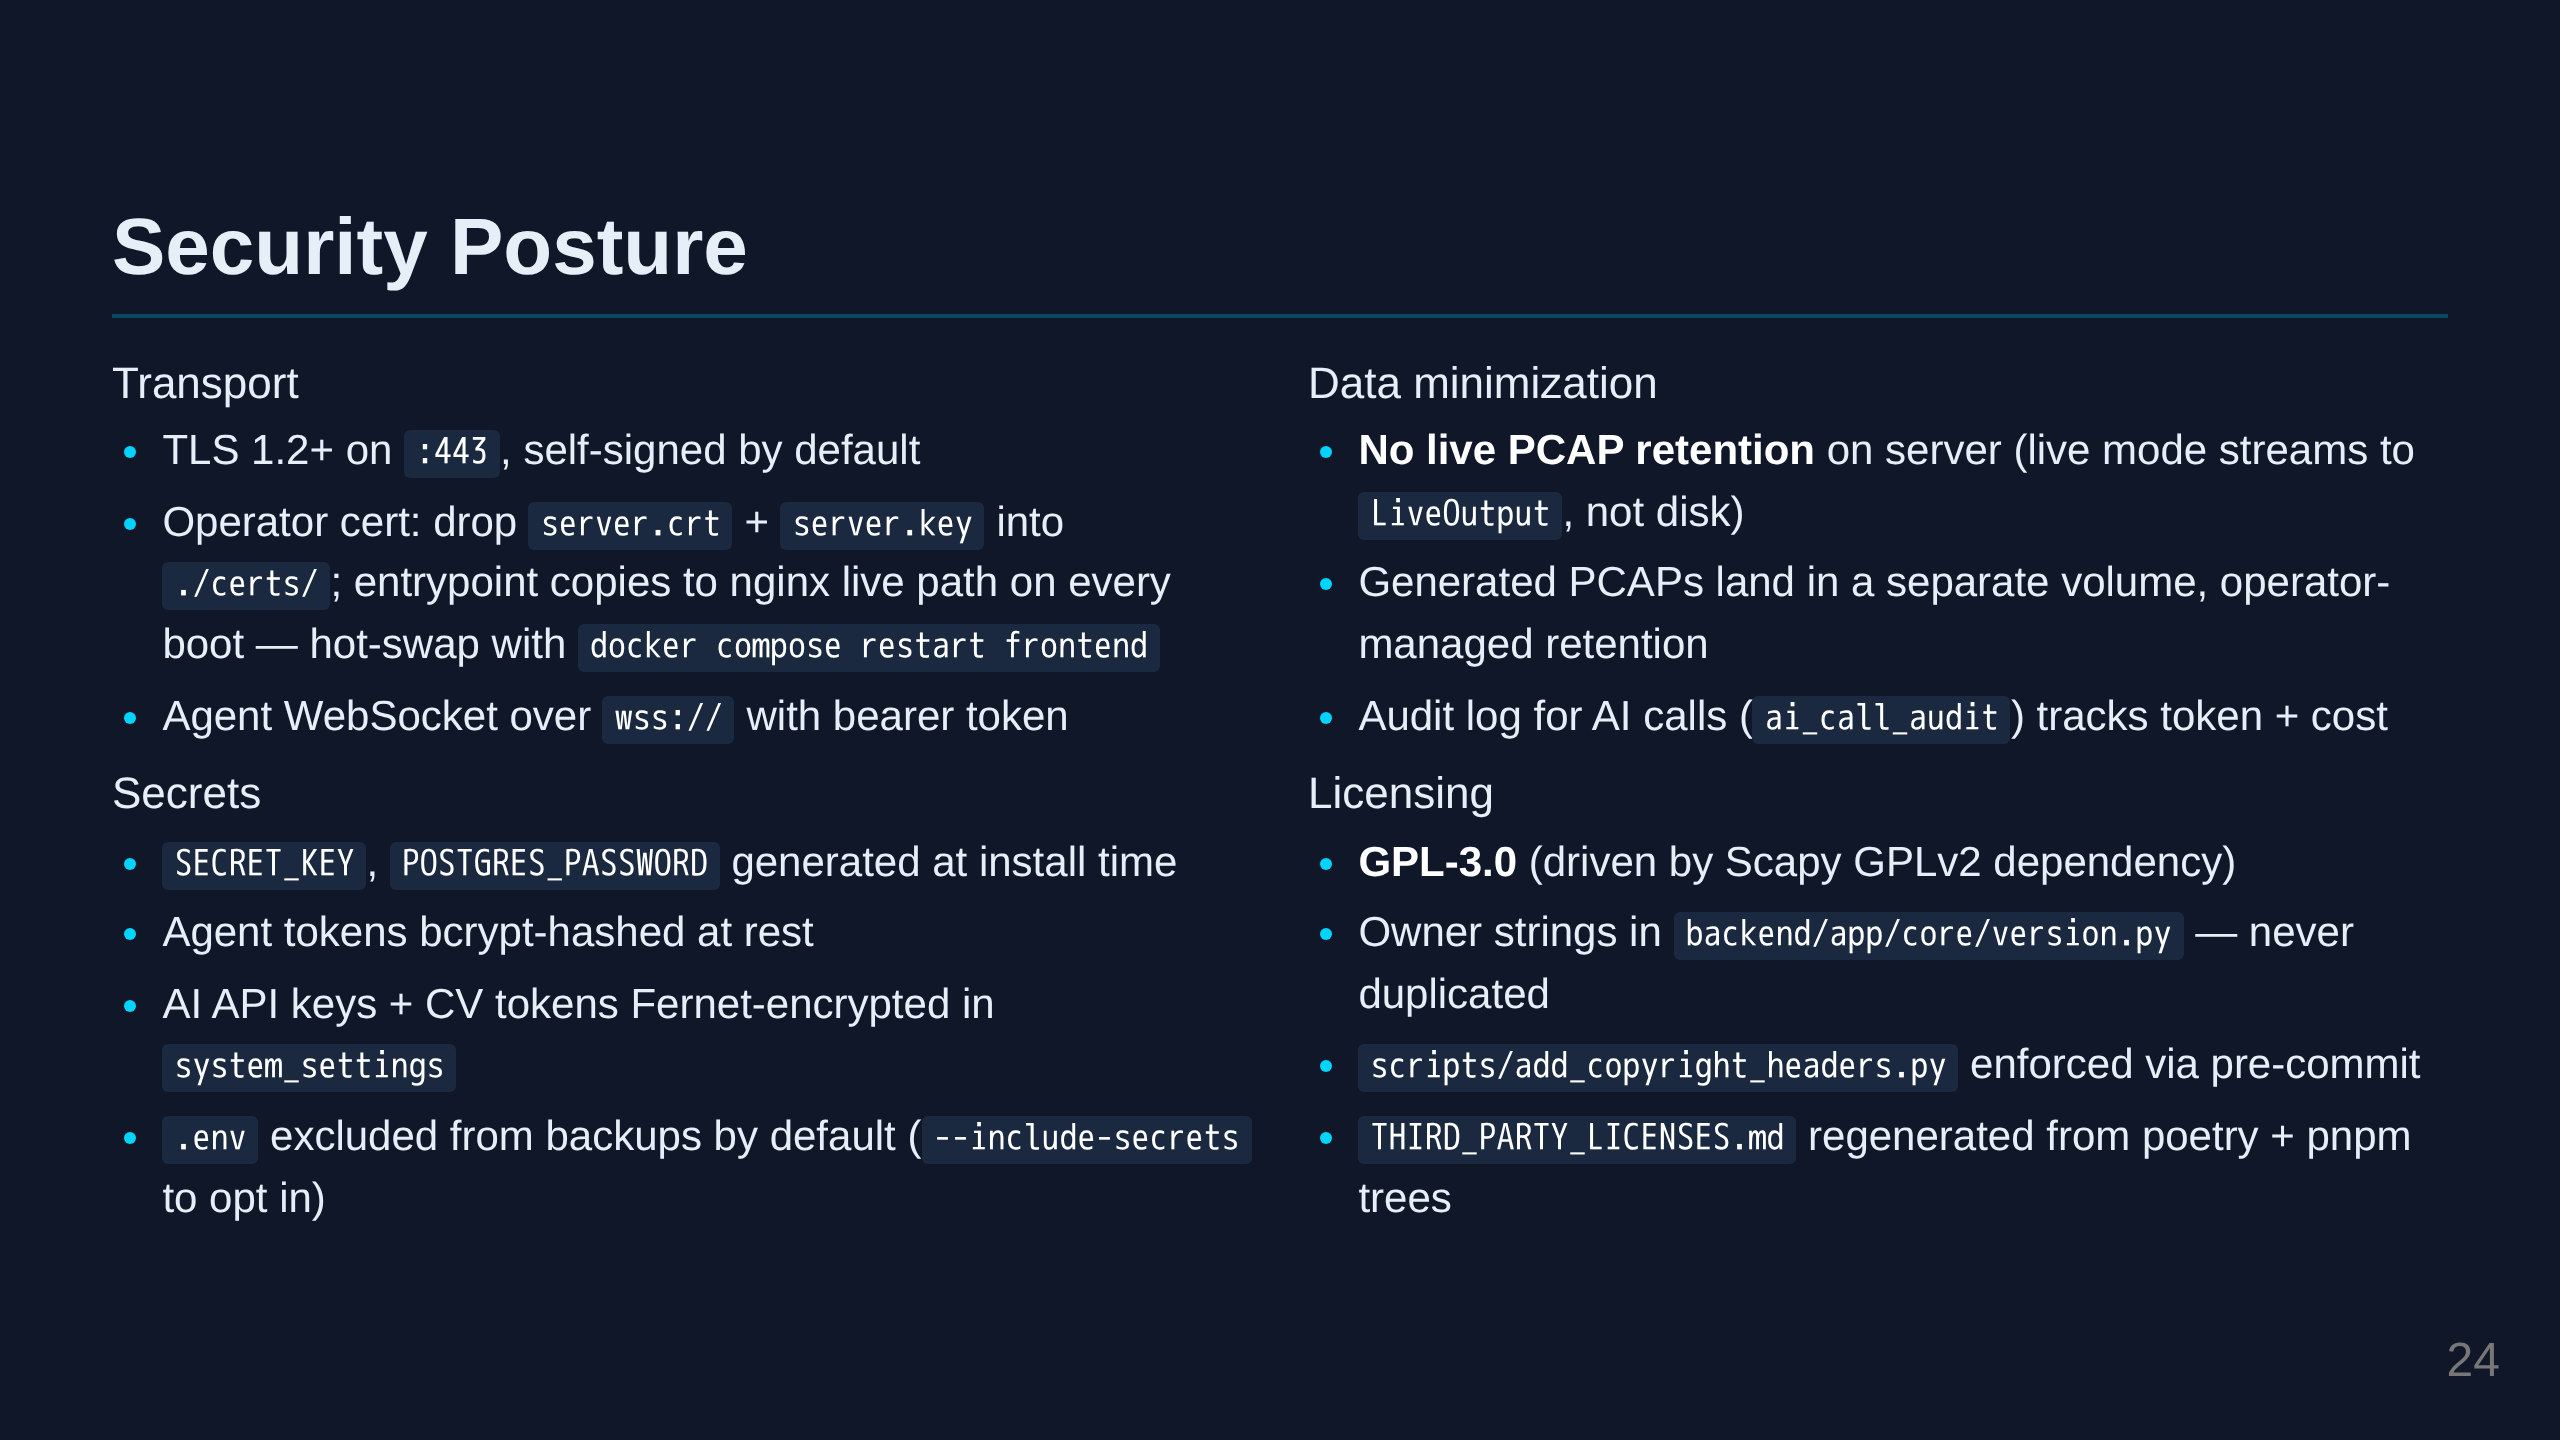 Security Posture
Transport
• TLS 1.2+ on :443, self-signed by default
• Operator cert: drop server.crt + server.key into
./certs/; entrypoint copies to nginx live path on every
boot — hot-swap with docker compose restart frontend
• Agent WebSocket over wss:// with bearer token
Secrets
• SECRET_KEY, POSTGRES_PASSWORD generated at install time
• Agent tokens bcrypt-hashed at rest
• AI API keys + CV tokens Fernet-encrypted in
system_settings
• .env excluded from backups by default (--include-secrets
to opt in)
Data minimization
• No live PCAP retention on server (live mode streams to
LiveOutput, not disk)
• Generated PCAPs land in a separate volume, operator-
managed retention
• Audit log for AI calls (ai_call_audit) tracks token + cost
Licensing
• GPL-3.0 (driven by Scapy GPLv2 dependency)
• Owner strings in backend/app/core/version.py — never
duplicated
• scripts/add_copyright_headers.py enforced via pre-commit
• THIRD_PARTY_LICENSES.md regenerated from poetry + pnpm
trees
24